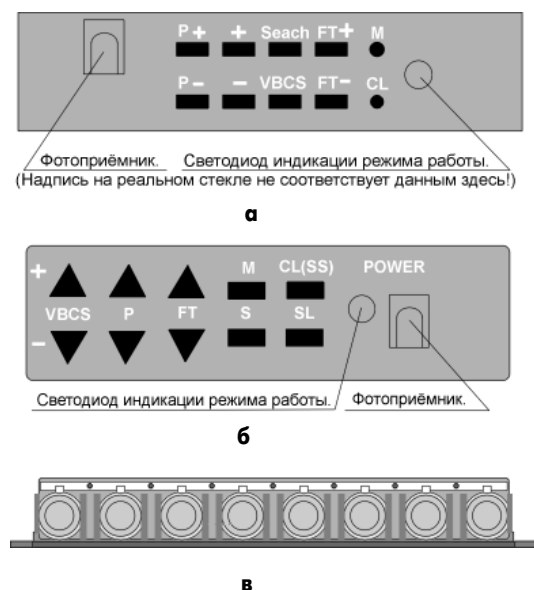 P+ + Seach FT+ M
P- - VBCS FT- CL
Фотоприёмник. Светодиод индикации режима работы.
(Надпись на реальном стекле не соответствует данным здесь!)
а
+ M CL(SS) POWER
VBCS P FT S SL
-
Светодиод индикации режима работы. Фотоприёмник.
б
в